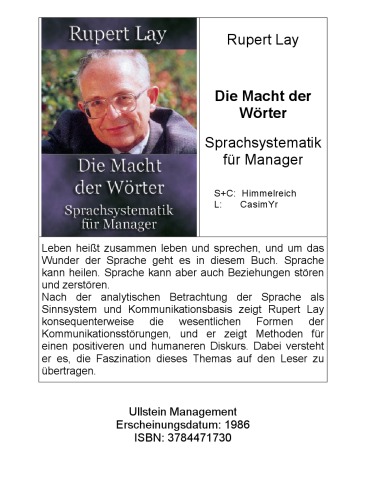 Rupert Lay
Die Macht
der Wörter
Sprachsystematik
für Manager
Rupert Lay
Die Macht der
Wörter
Sprachsystematik
für Manager
S+C: Himmelreich
L: CasimYr
Leben heißt zusammen leben und sprechen, und um das
Wunder der Sprache geht es in diesem Buch. Sprache
kann heilen. Sprache kann aber auch Beziehungen stören
und zerstören.
Nach der analytischen Betrachtung der Sprache als
Sinnsystem und Kommunikationsbasis zeigt Rupert Lay
konsequenterweise die wesentlichen Formen der
Kommunikationsstörungen, und er zeigt Methoden für
einen positiveren und humaneren Diskurs. Dabei versteht
er es, die Faszination dieses Themas auf den Leser zu
übertragen.
Ullstein Management
Erscheinungsdatum: 1986
ISBN: 3784471730